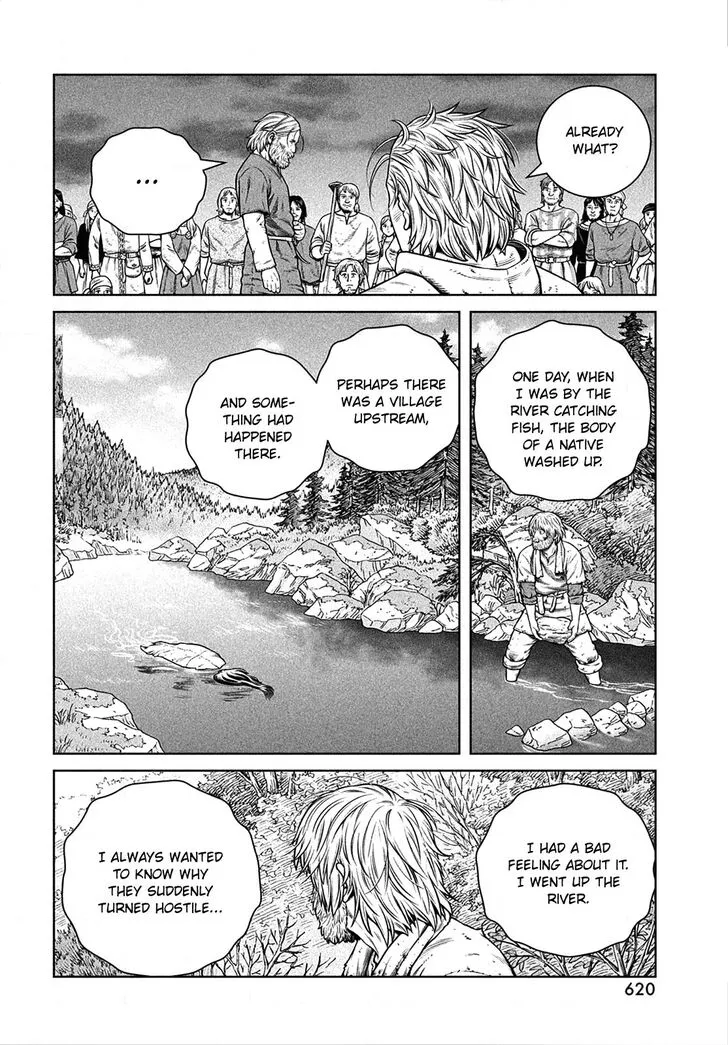 ALREADY
WHAT?
...
ONE DAY, WHEN
I WAS BY THE
RIVER CATCHING
FISH, THE BODY
OF A NATIVE
WASHED UP.
PERHAPS THERE
WAS A VILLAGE
UPSTREAM,
AND SOME-
THING HAD
HAPPENED
THERE.
I HAD A BAD
FEELING ABOUT IT.
I WENT UP THE
RIVER.
I ALWAYS WANTED
TO KNOW WHY
THEY SUDDENLY
TURNED HOSTILE...
620